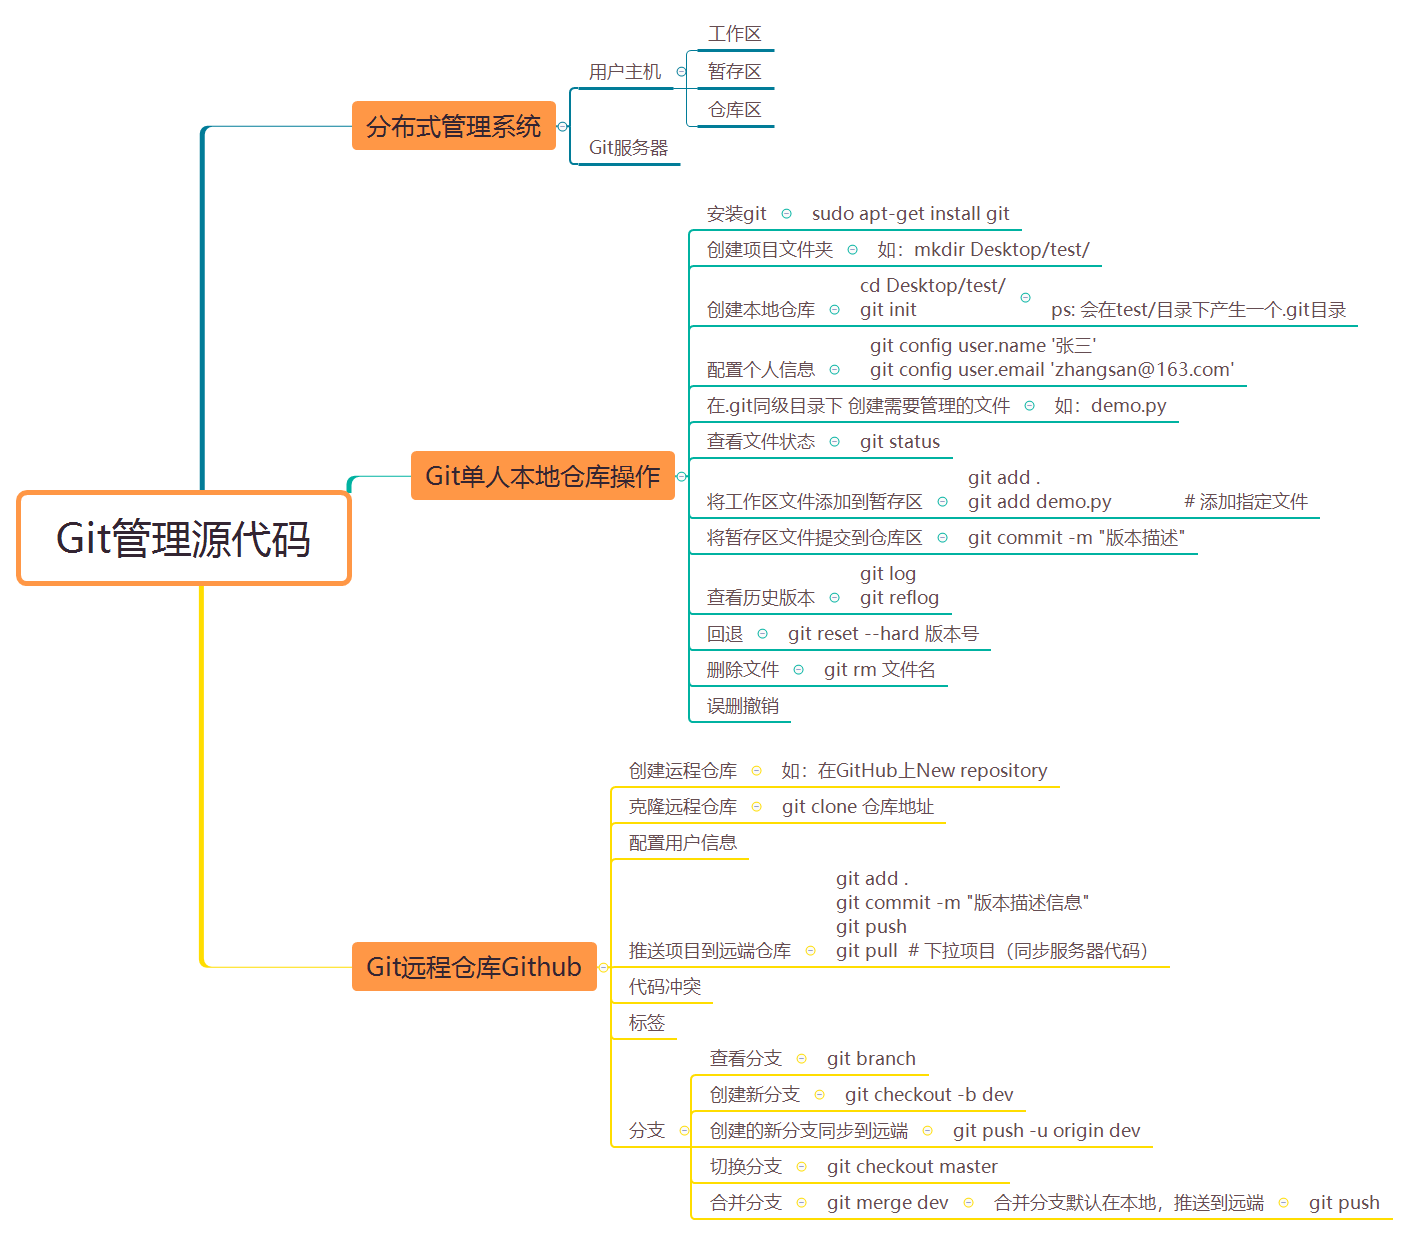 Git管理源代码
分布式管理系统
用户主机
工作区
暂存区
仓库区
Git服务器
Git单人本地仓库操作
安装git
sudo apt-get install git
创建项目文件夹
如：mkdir Desktop/test/
创建本地仓库
cd Desktop/test/
git init
ps: 会在test/目录下产生一个.git目录
配置个人信息
git config user.name '张三'
git config user.email 'zhangsan@163.com'
在.git同级目录下 创建需要管理的文件
如：demo.py
查看文件状态
git status
将工作区文件添加到暂存区
git add .
git add demo.py # 添加指定文件
将暂存区文件提交到仓库区
git commit -m "版本描述"
查看历史版本
git log
git reflog
回退
git reset --hard 版本号
删除文件
git rm 文件名
误删撤销
Git远程仓库Github
创建运程仓库
如：在GitHub上New repository
克隆远程仓库
git clone 仓库地址
配置用户信息
推送项目到远端仓库
git add .
git commit -m "版本描述信息"
git push
git pull # 下拉项目（同步服务器代码）
代码冲突
标签
分支
查看分支
git branch
创建新分支
git checkout -b dev
创建的新分支同步到远端
git push -u origin dev
切换分支
git checkout master
合并分支
git merge dev
合并分支默认在本地，推送到远端
git push